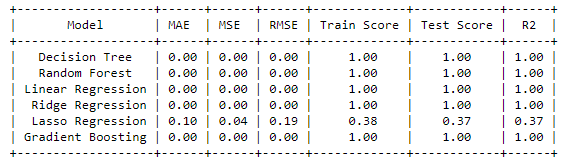 Model | MAE | MSE | RMSE | Train Score | Test Score | R2
Decision Tree | 0.00 | 0.00 | 0.00 | 1.00 | 1.00 | 1.00
Random Forest | 0.00 | 0.00 | 0.00 | 1.00 | 1.00 | 1.00
Linear Regression | 0.00 | 0.00 | 0.00 | 1.00 | 1.00 | 1.00
Ridge Regression | 0.00 | 0.00 | 0.00 | 1.00 | 1.00 | 1.00
Lasso Regression | 0.10 | 0.04 | 0.19 | 0.38 | 0.37 | 0.37
Gradient Boosting | 0.00 | 0.00 | 0.00 | 1.00 | 1.00 | 1.00